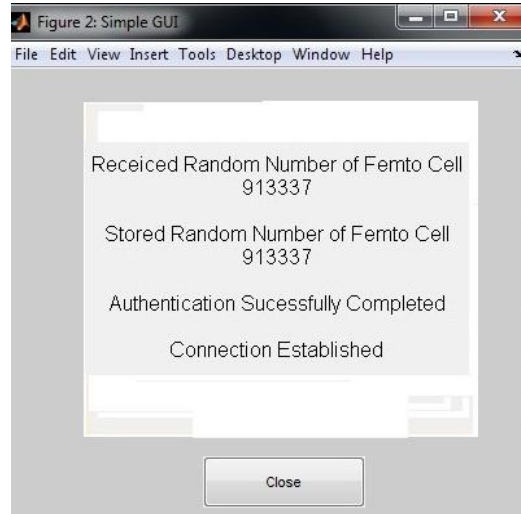 Figure 2: Simple GUI
File Edit View Insert Tools Desktop Window Help
Receiced Random Number of Femto Cell
913337
Stored Random Number of Femto Cell
913337
Authentication Sucessfully Completed
Connection Established
Close